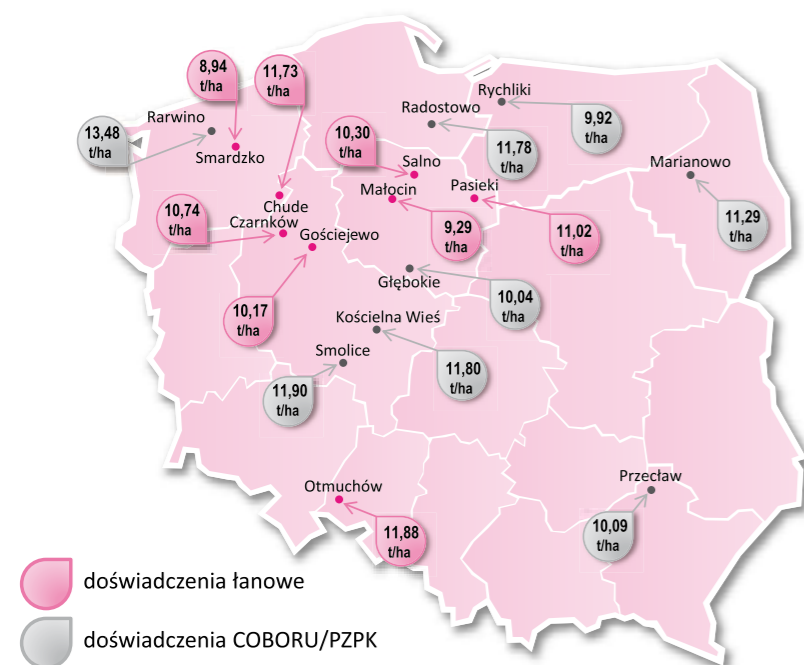 8,94
t/ha
11,73
t/ha
Rarwino
13,48
t/ha
Smardzko
Rychliki
Radostowo
9,92
t/ha
11,78
t/ha
10,30
t/ha
Salno
Małocin
Pasieki
Marianowo
11,29
t/ha
Chude
Czarnków
10,74
t/ha
Gościejewo
9,29
t/ha
11,02
t/ha
Głębokie
10,04
t/ha
10,17
t/ha
Kościelna Wieś
Smolice
11,80
t/ha
11,90
t/ha
Otmuchów
11,88
t/ha
Przecław
10,09
t/ha
doświadczenia łanowe
doświadczenia COBORU/PZPK